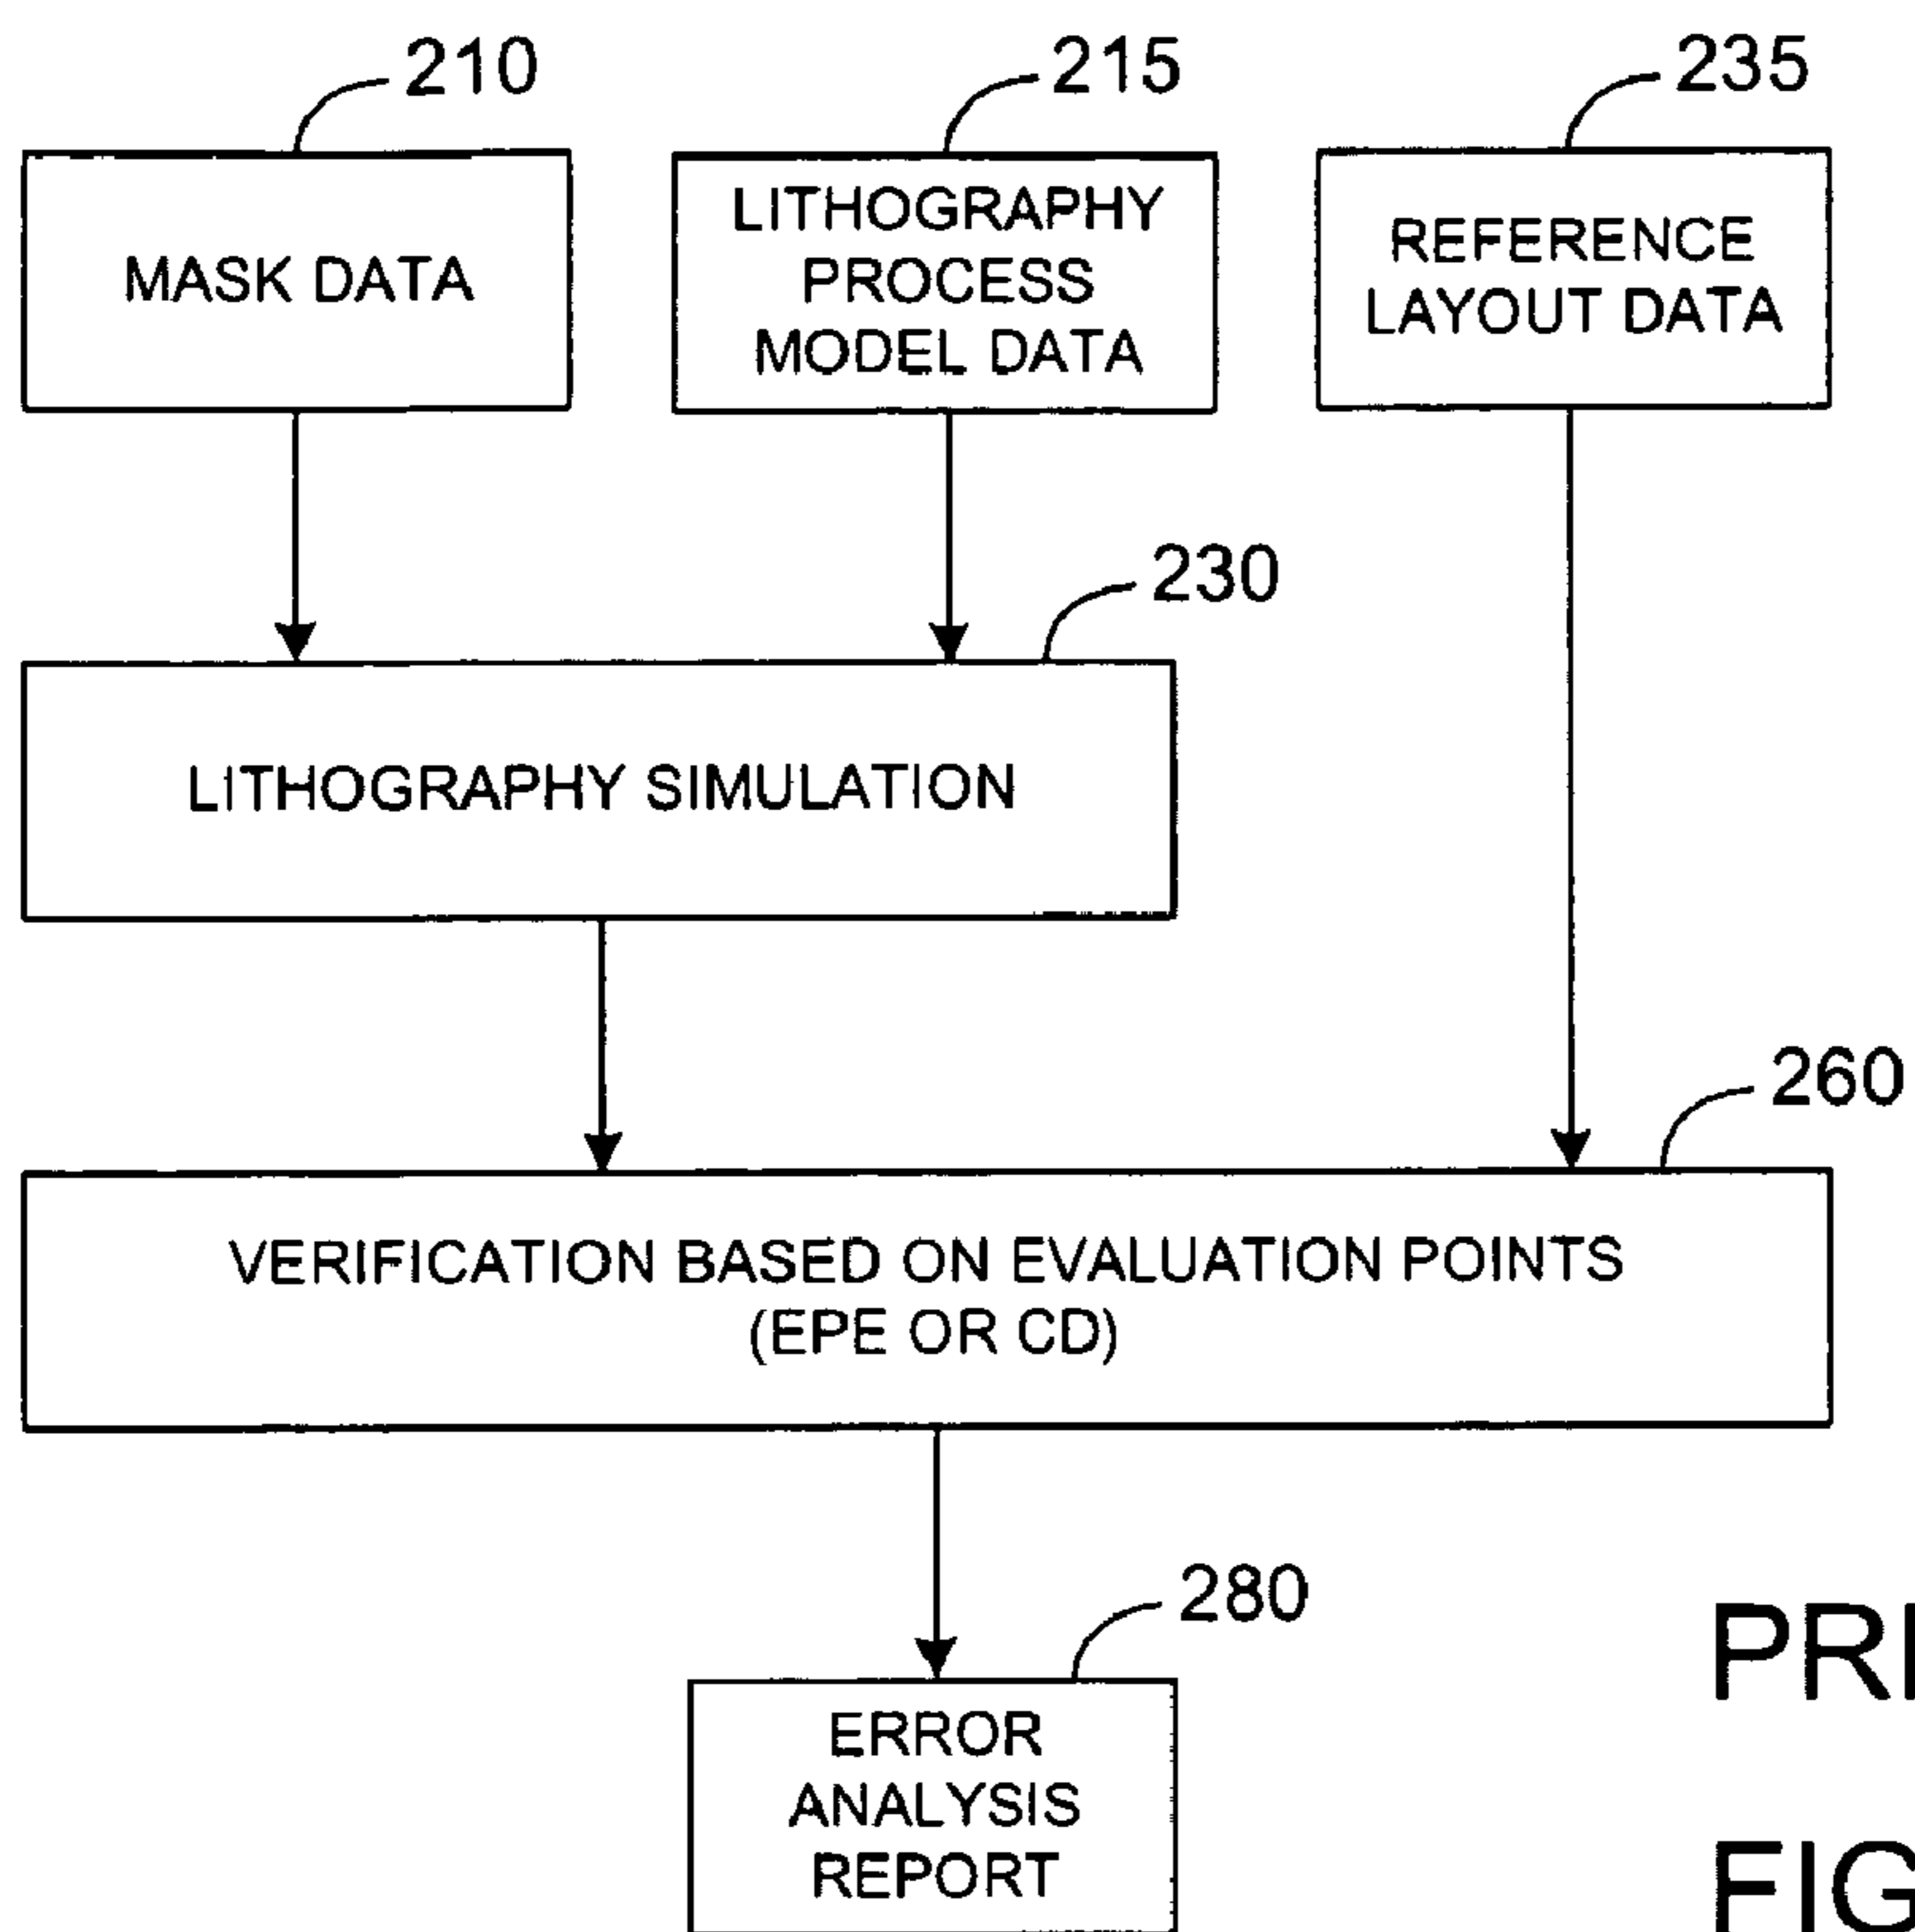 210
215
235
MASK DATA
LITHOGRAPHY
PROCESS
MODEL DATA
REFERENCE
LAYOUT DATA
230
LITHOGRAPHY SIMULATION
260
VERIFICATION BASED ON EVALUATION POINTS
(EPE OR CD)
280
ERROR
ANALYSIS
REPORT